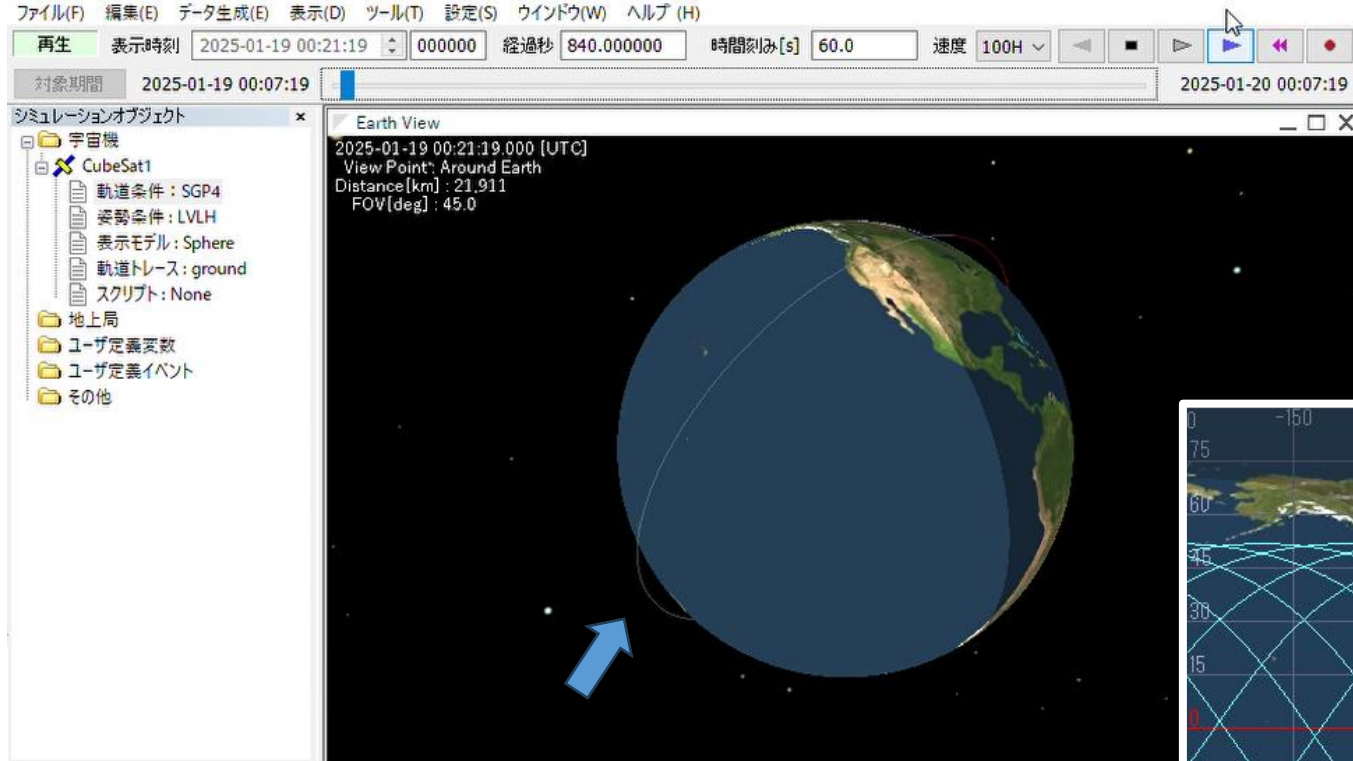 ファイル(F) 編集(E) データ生成(E) 表示(D) ツール(T) 設定(S) ウインドウ(W) ヘルプ (H)
再生 表示時刻 2025-01-19 00:21:19 000000 経過秒 840.000000 時間刻み[s] 60.0 速度 100H
対象期間 2025-01-19 00:07:19 2025-01-20 00:07:19
シミュレーションオブジェクト
宇宙機
CubeSat1
軌道条件：SGP4
姿勢条件：LVLH
表示モデル：Sphere
軌道トレース：ground
スクリプト：None
地上局
ユーザ定義変数
ユーザ定義イベント
その他
Earth View
2025-01-19 00:21:19.000 [UTC]
View Point*: Around Earth
Distance[km] : 21,911
FOV[deg] : 45.0
0 -150
75
60
45
30
15
0